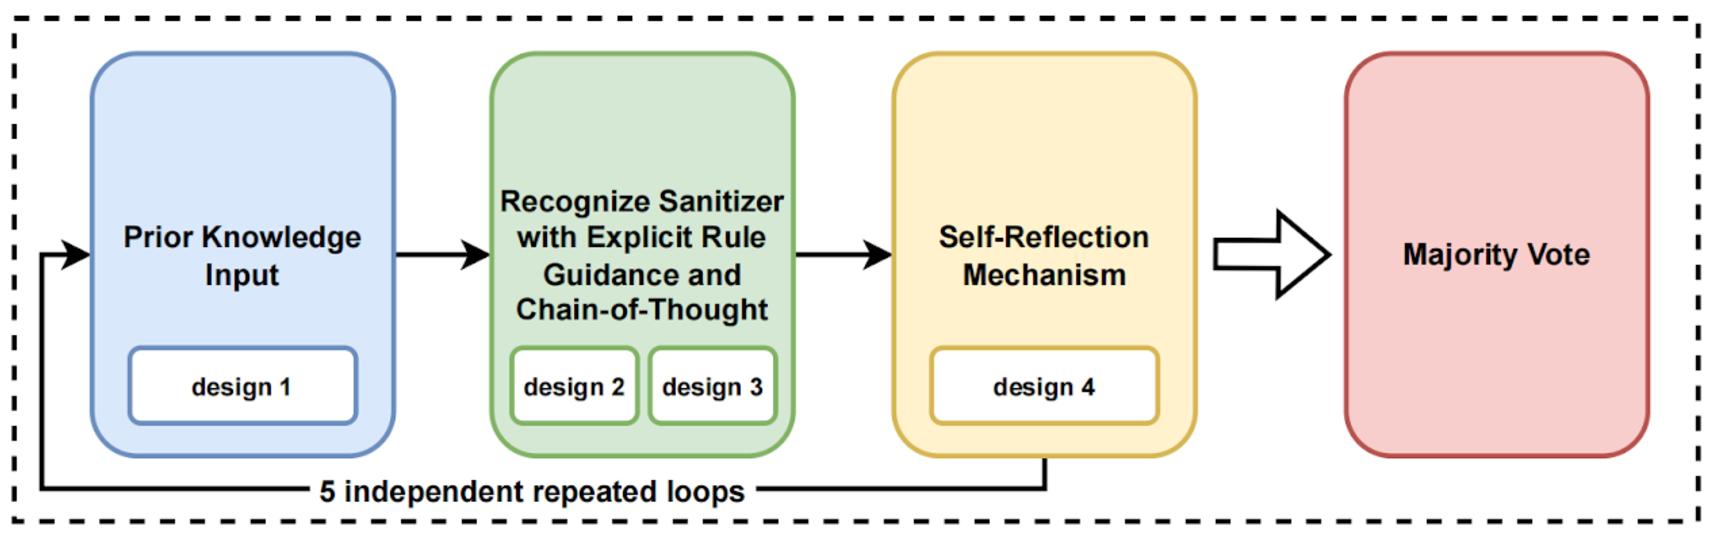 Prior Knowledge
Input
design 1
Recognize Sanitizer
with Explicit Rule
Guidance and
Chain-of-Thought
design 2
design 3
Self-Reflection
Mechanism
design 4
Majority Vote
5 independent repeated loops